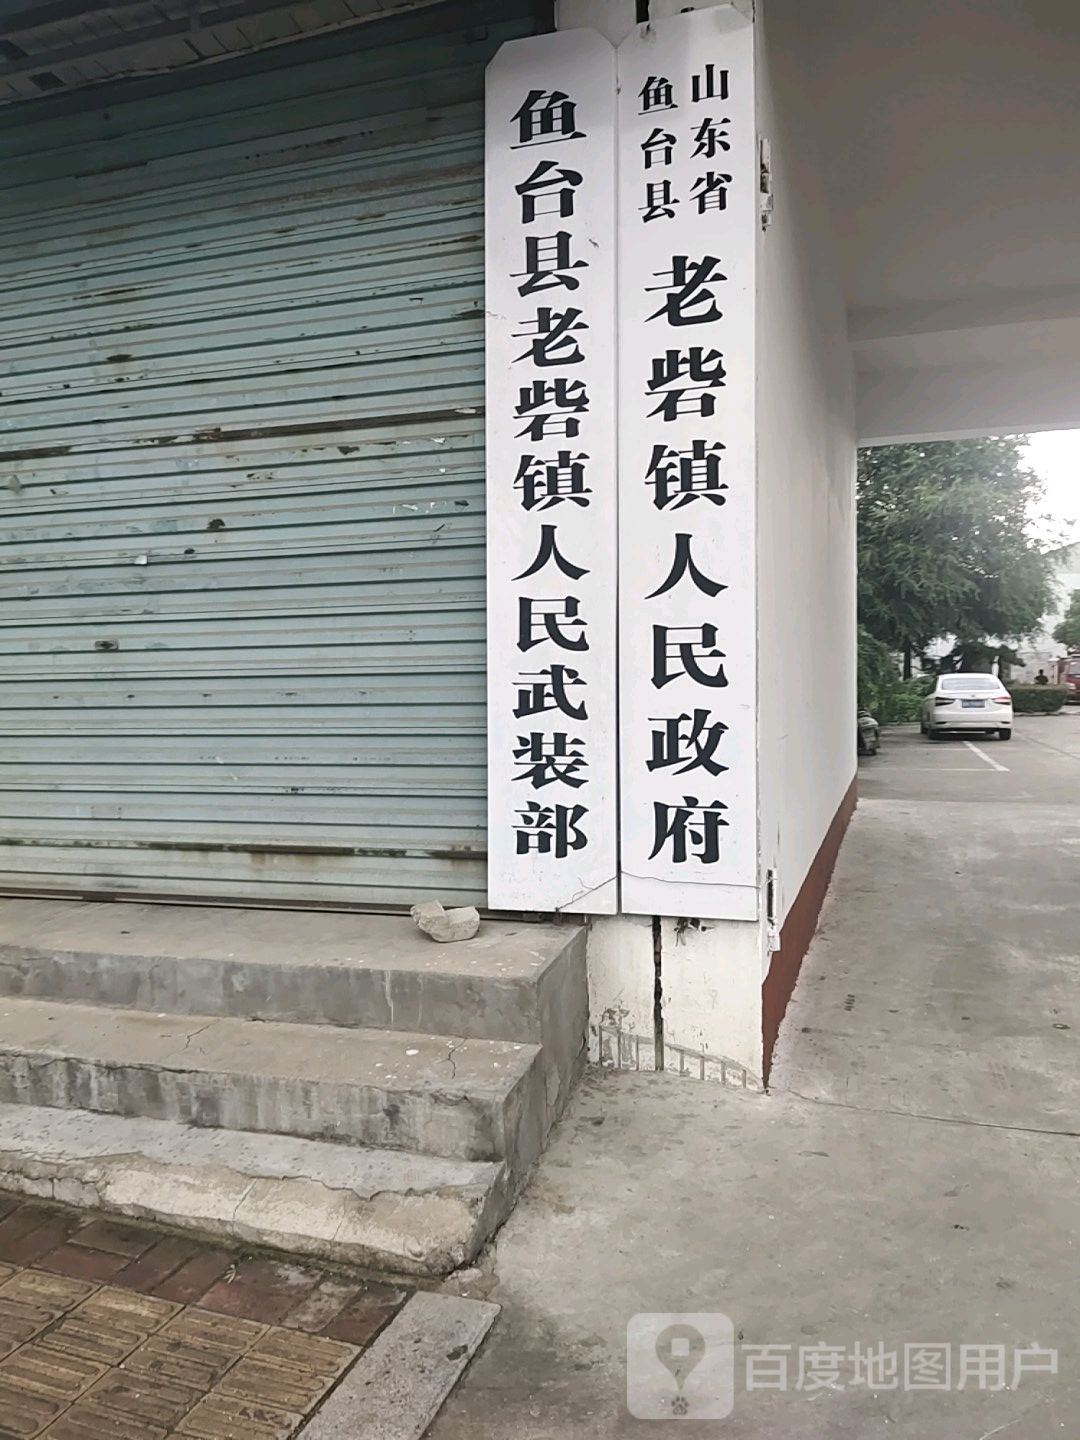 山东省
鱼台县
老砦镇人民政府
鱼台县老砦镇人民武装部
百度地图用户